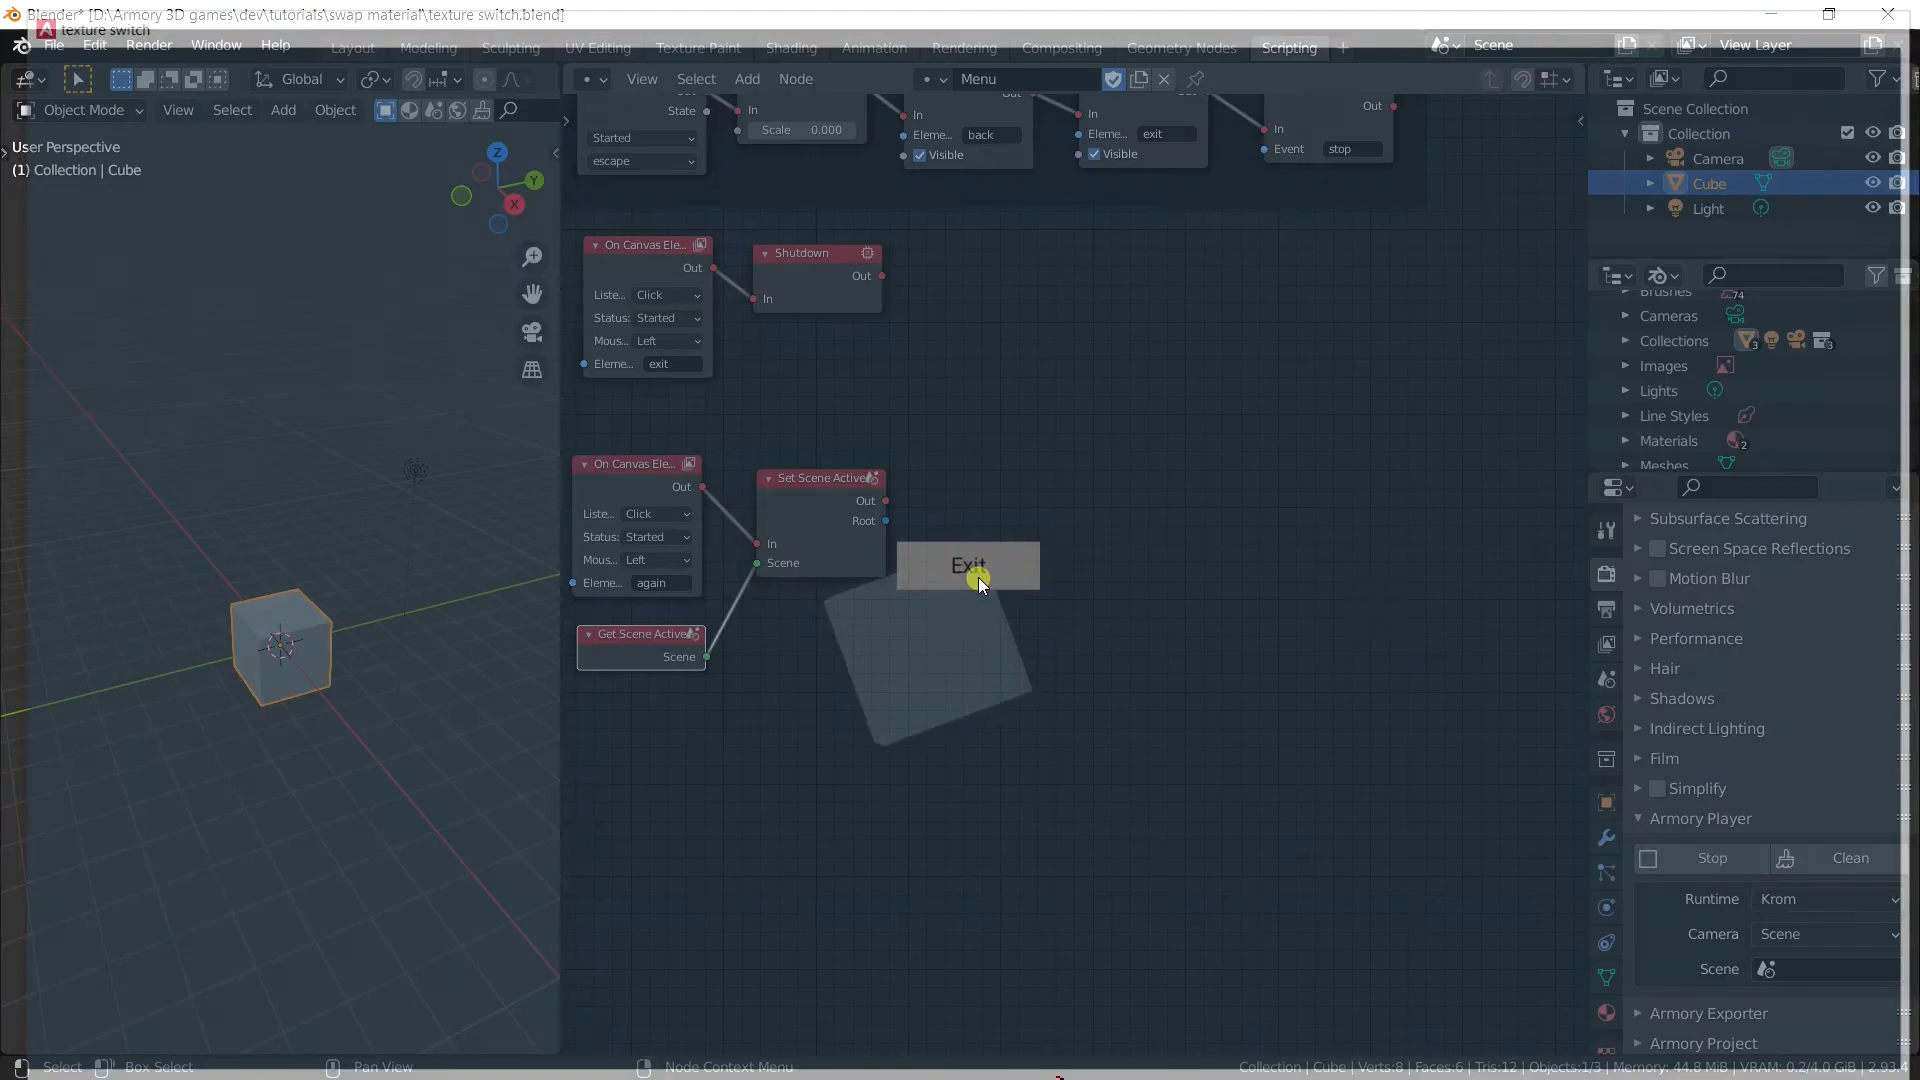 Blender* [D:\Armory 3D games\dev\tutorials\swap material\texture switch.blend]
texture switch
File Edit Render Window Help Layout Modeling Sculpting UV Editing Texture Paint Shading Animation Rendering Compositing Geometry Nodes Scripting + Scene View Layer
Global View Select Add Node Menu
Object Mode View Select Add Object
User Perspective
(1) Collection | Cube
Z
Y
X
State
Started
escape
In
Scale 0.000
In
Eleme... back
Visible
In
Eleme... exit
Visible
Out
In
Event stop
On Canvas Ele...
Out
Liste... Click
Status: Started
Mous... Left
Eleme... exit
Shutdown
Out
In
On Canvas Ele...
Out
Liste... Click
Status: Started
Mous... Left
Eleme... again
Set Scene Active
Out
Root
In
Scene
Get Scene Active
Scene
Exit
Scene Collection
Collection
Camera
Cube
Light
Brushes 74
Cameras
Collections 3 3
Images
Lights
Line Styles
Materials 2
Meshes
Subsurface Scattering
Screen Space Reflections
Motion Blur
Volumetrics
Performance
Hair
Shadows
Indirect Lighting
Film
Simplify
Armory Player
Stop Clean
Runtime Krom
Camera Scene
Scene
Armory Exporter
Armory Project
Select Box Select Pan View Node Context Menu Collection | Cube | Verts:8 | Faces:6 | Tris:12 | Objects:1/3 | Memory: 44.8 MiB | VRAM: 0.2/4.0 GiB | 2.93.4